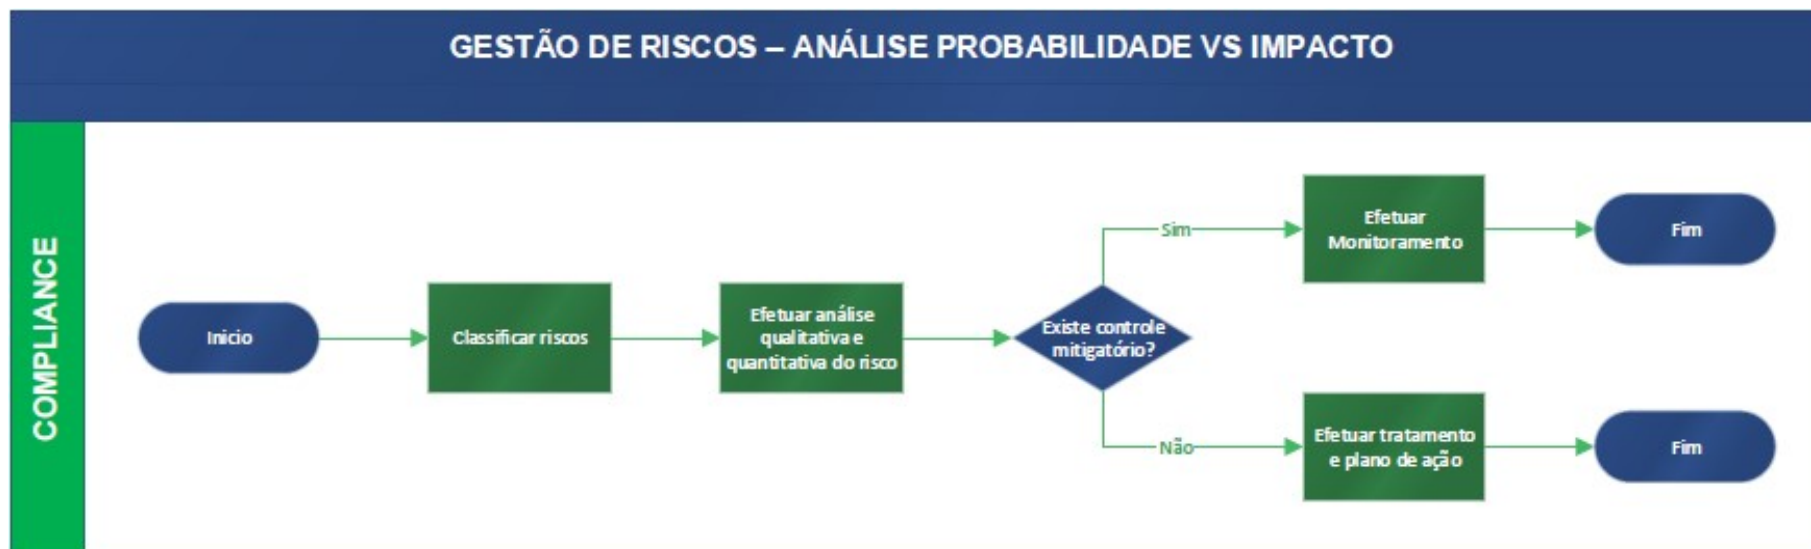 GESTÃO DE RISCOS – ANÁLISE PROBABILIDADE VS IMPACTO
COMPLIANCE
Inicio
Classificar riscos
Efetuar análise
qualitativa e
quantitativa do risco
Existe controle
mitigatório?
Sim
Efetuar
Monitoramento
Fim
Não
Efetuar tratamento
e plano de ação
Fim